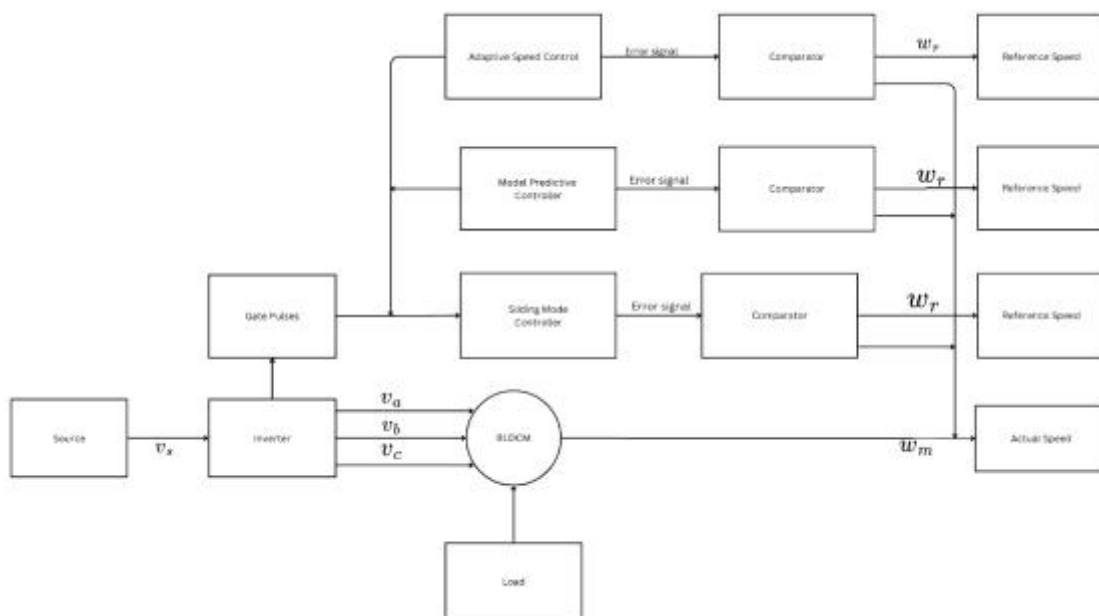 Adaptive Speed Control
Error signal
Comparator
w_r
Reference Speed
Model Predictive
Controller
Error signal
Comparator
w_r
Reference Speed
Gate Pulses
Sliding Mode
Controller
Error signal
Comparator
w_r
Reference Speed
Source
v_s
Inverter
v_a
v_b
v_c
BLDCM
w_m
Actual Speed
Load